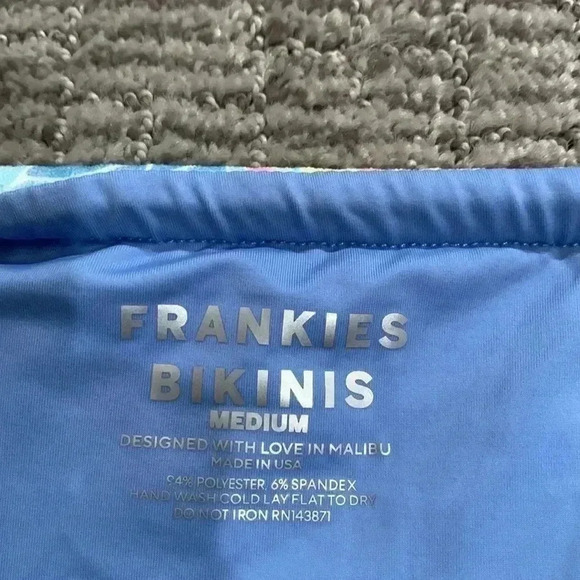 FRANKIES
BIKINIS
MEDIUM
DESIGNED WITH LOVE IN MALIBU
MADE IN USA
94% POLYESTER, 6% SPANDEX
HAND WASH COLD LAY FLAT TO DRY
DO NOT IRON RN143871